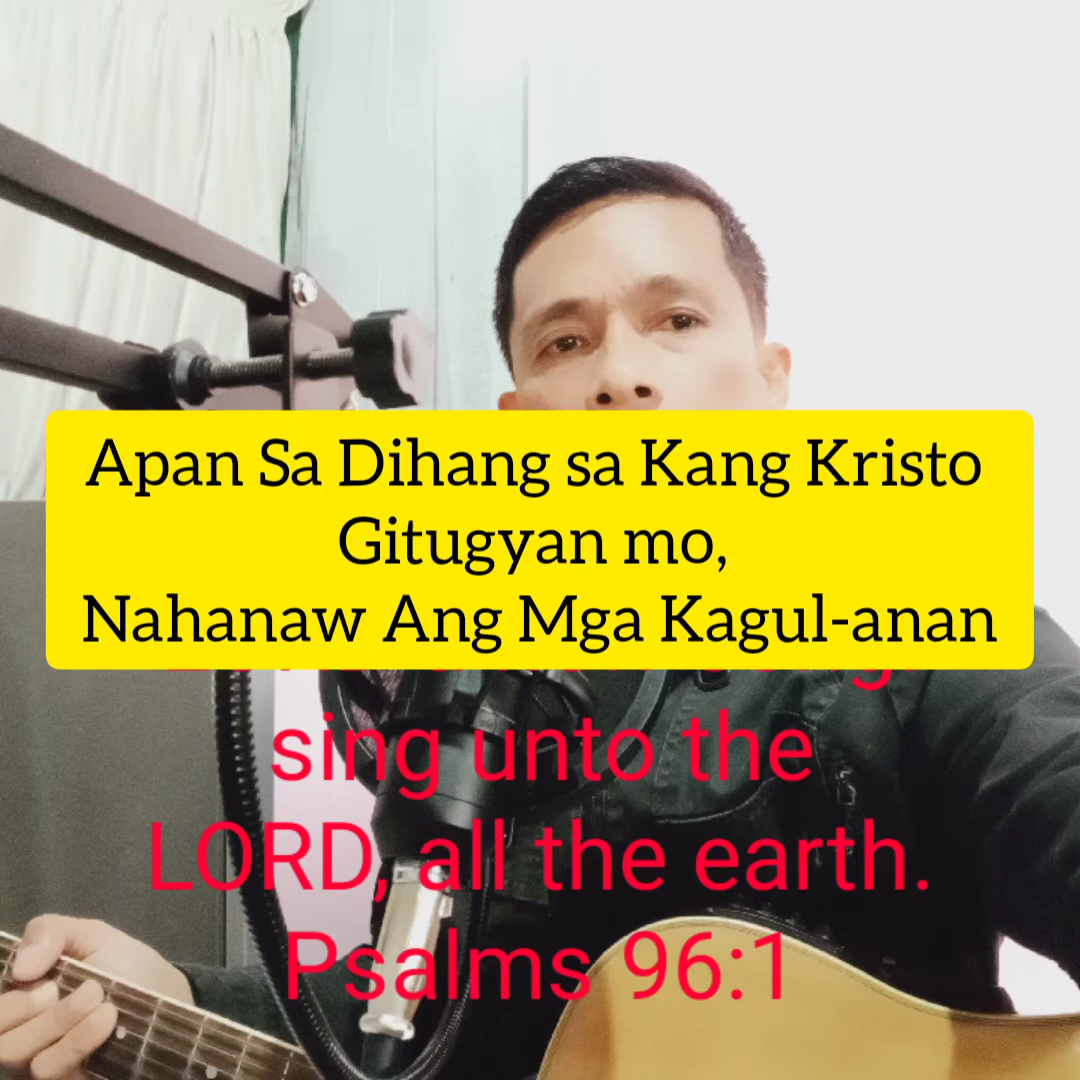 Apan Sa Dihang sa Kang Kristo
Gitugyan mo,
Nahanaw Ang Mga Kagul-anan
sing unto the
LORD, all the earth.
Psalms 96:1